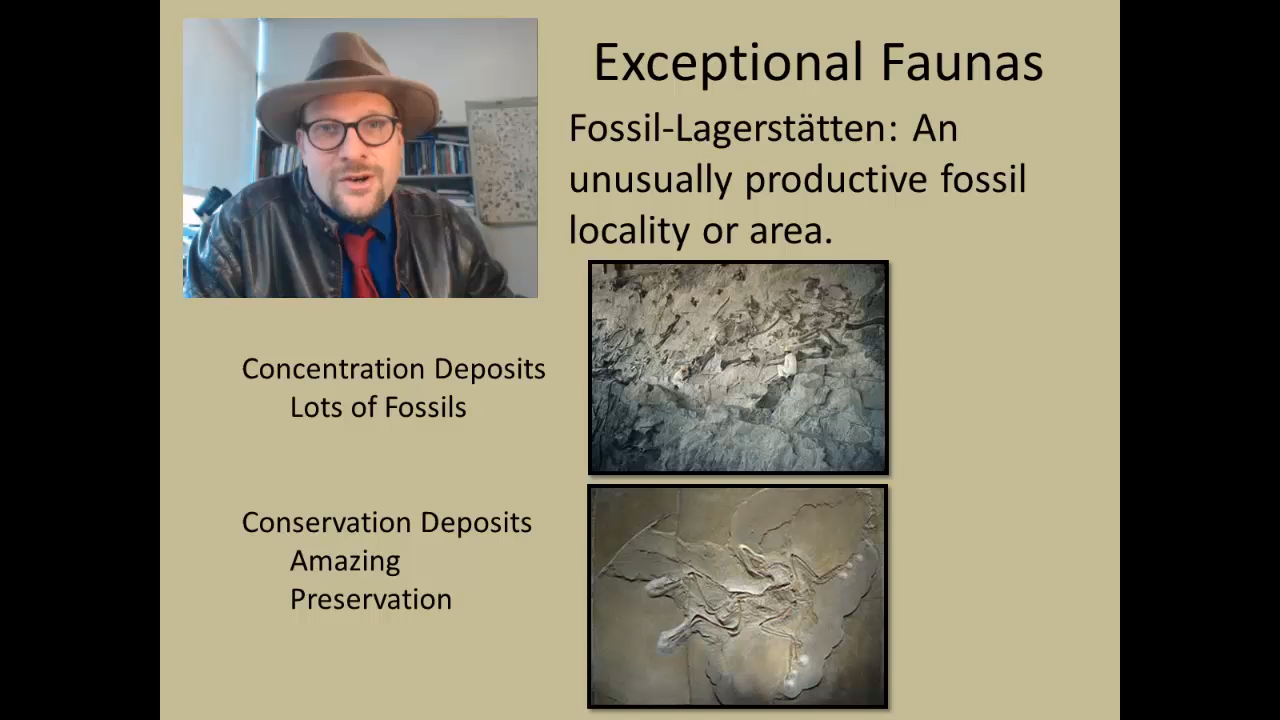 Exceptional Faunas
Fossil-Lagerstätten: An
unusually productive fossil
locality or area.
Concentration Deposits
Lots of Fossils
Conservation Deposits
Amazing
Preservation